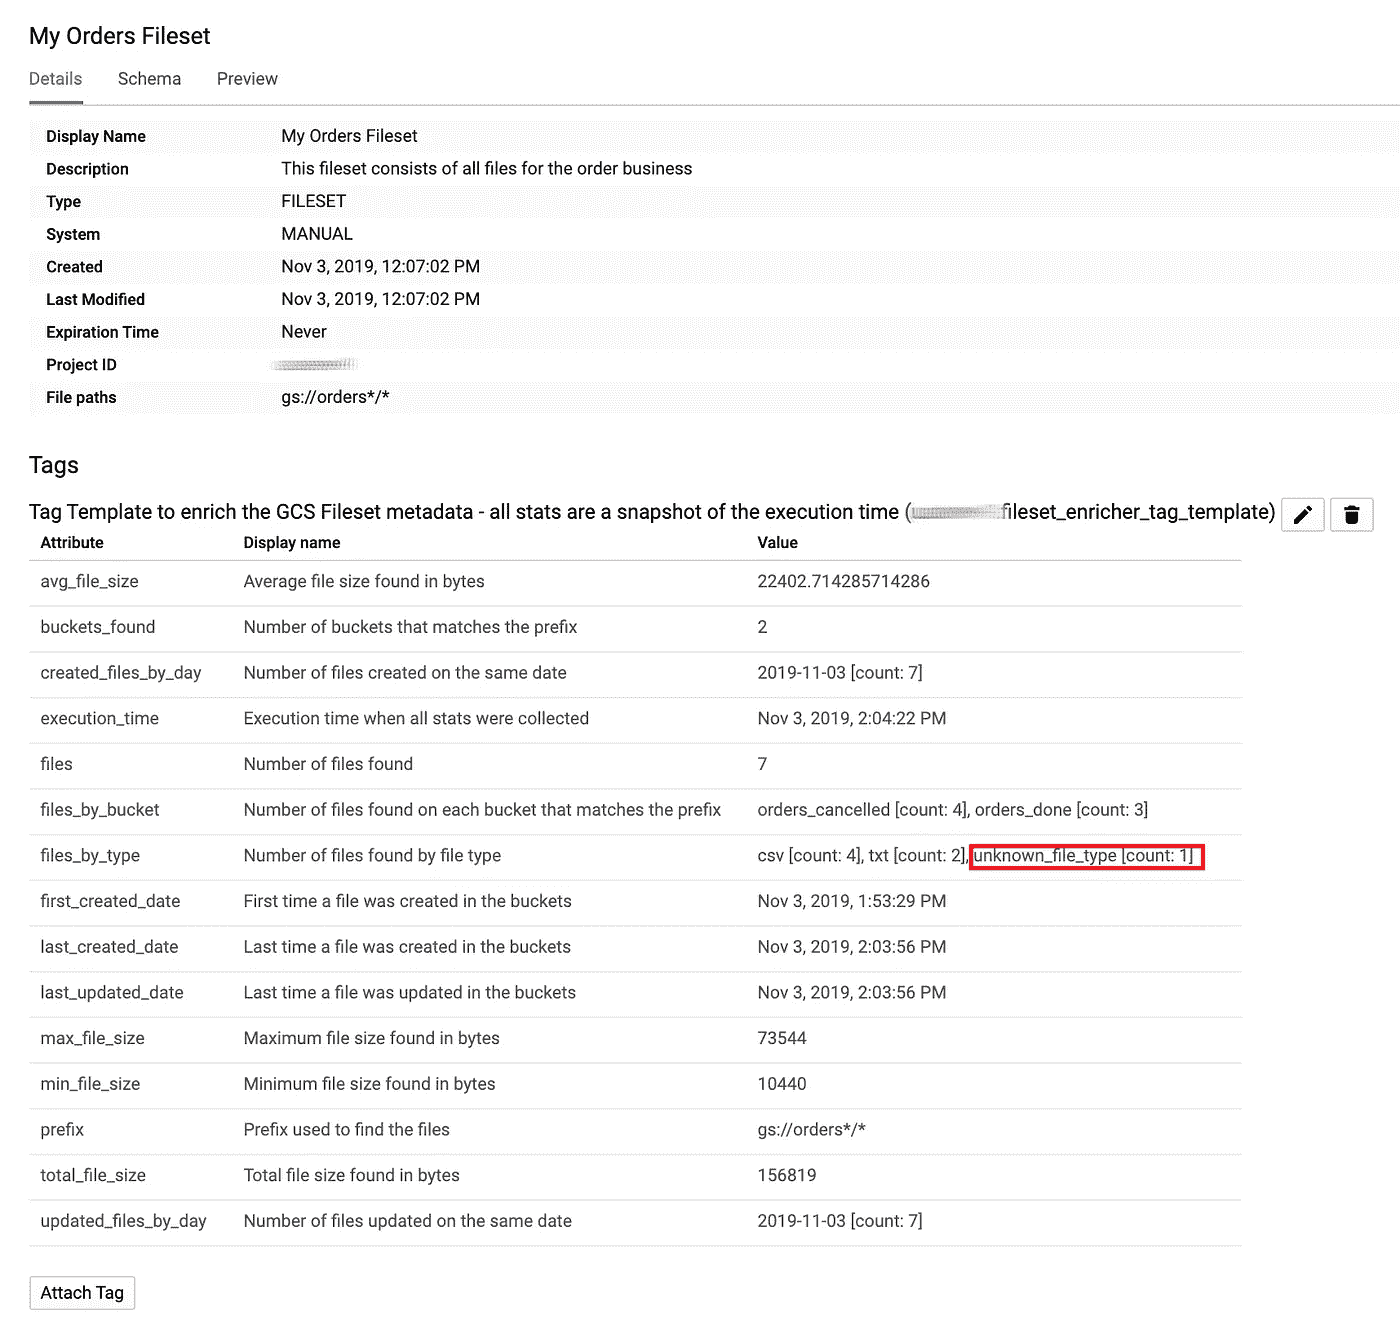 My Orders Fileset
Details Schema Preview
Display Name My Orders Fileset
Description This fileset consists of all files for the order business
Type FILESET
System MANUAL
Created Nov 3, 2019, 12:07:02 PM
Last Modified Nov 3, 2019, 12:07:02 PM
Expiration Time Never
Project ID
File paths gs://orders*/*
Tags
Tag Template to enrich the GCS Fileset metadata - all stats are a snapshot of the execution time ( fileset_enricher_tag_template)
Attribute Display name Value
avg_file_size Average file size found in bytes 22402.714285714286
buckets_found Number of buckets that matches the prefix 2
created_files_by_day Number of files created on the same date 2019-11-03 [count: 7]
execution_time Execution time when all stats were collected Nov 3, 2019, 2:04:22 PM
files Number of files found 7
files_by_bucket Number of files found on each bucket that matches the prefix orders_cancelled [count: 4], orders_done [count: 3]
files_by_type Number of files found by file type csv [count: 4], txt [count: 2], unknown_file_type [count: 1]
first_created_date First time a file was created in the buckets Nov 3, 2019, 1:53:29 PM
last_created_date Last time a file was created in the buckets Nov 3, 2019, 2:03:56 PM
last_updated_date Last time a file was updated in the buckets Nov 3, 2019, 2:03:56 PM
max_file_size Maximum file size found in bytes 73544
min_file_size Minimum file size found in bytes 10440
prefix Prefix used to find the files gs://orders*/*
total_file_size Total file size found in bytes 156819
updated_files_by_day Number of files updated on the same date 2019-11-03 [count: 7]
Attach Tag